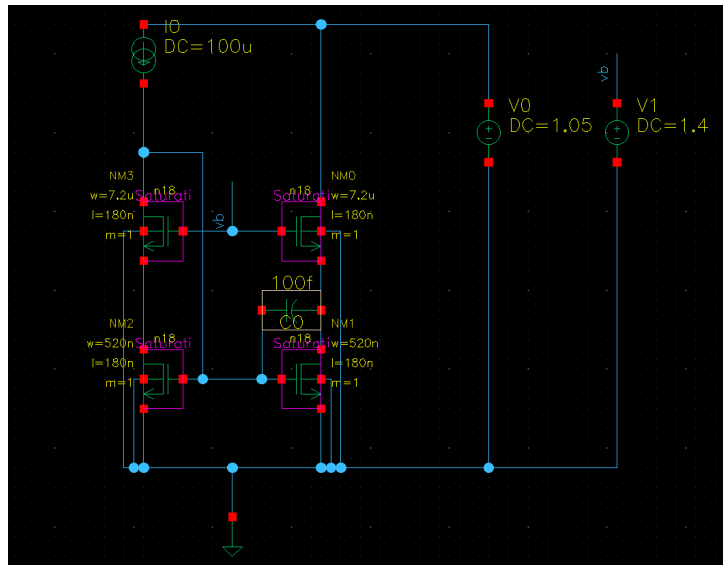 I0
DC=100u
vb
V0
DC=1.05
V1
DC=1.4
NM3
n18
w=7.2u
Saturati
l=180n
m=1
vb
n18
NM0
Saturati
w=7.2u
l=180n
m=1
100f
C0
NM2
n18
w=520n
Saturati
l=180n
m=1
n18
NM1
Saturati
w=520n
l=180n
m=1